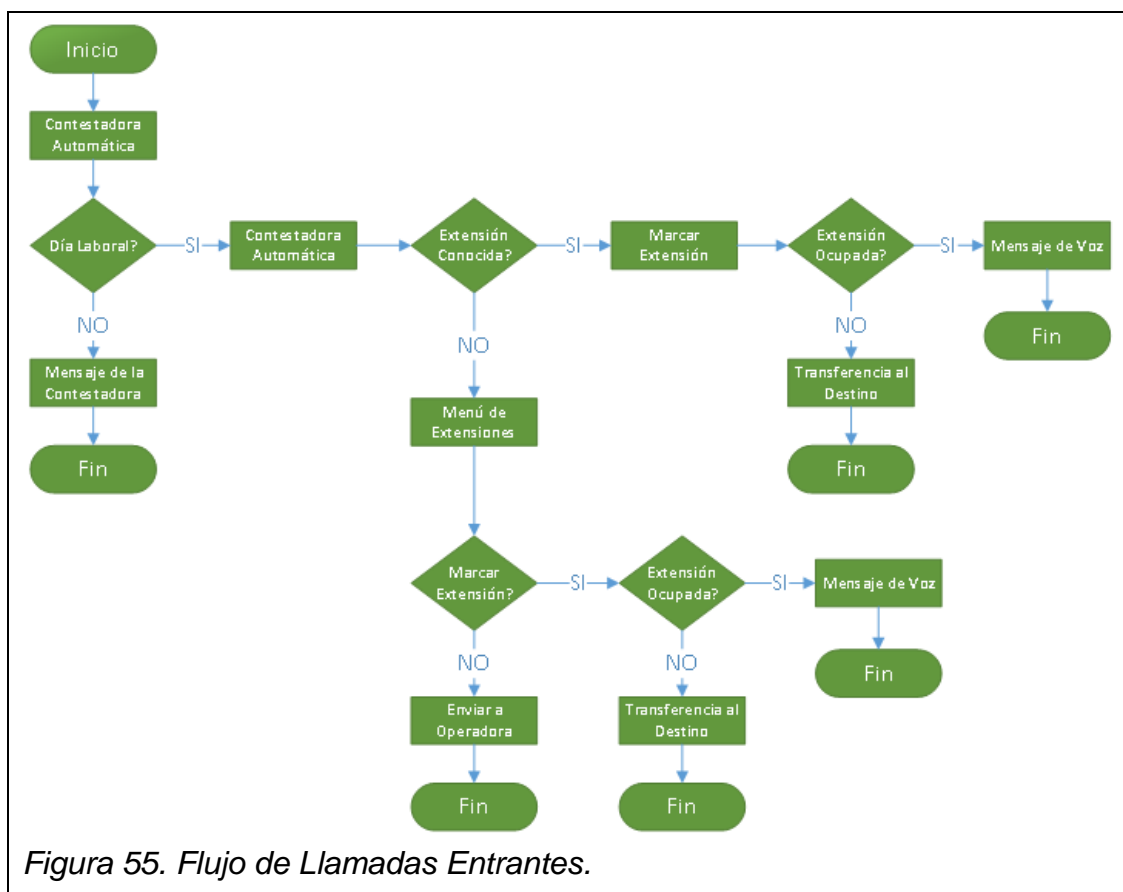 Inicio
Contestadora
Automática
Día Laboral?
SI
Contestadora
Automática
Extensión
Conocida?
SI
Marcar
Extensión
Extensión
Ocupada?
SI
Mensaje de Voz
Fin
NO
Mensaje de la
Contestadora
Fin
NO
Menú de
Extensiones
NO
Transferencia al
Destino
Fin
Marcar
Extensión?
SI
Extensión
Ocupada?
SI
Mensaje de Voz
Fin
NO
Enviar a
Operadora
Fin
NO
Transferencia al
Destino
Fin
Figura 55. Flujo de Llamadas Entrantes.